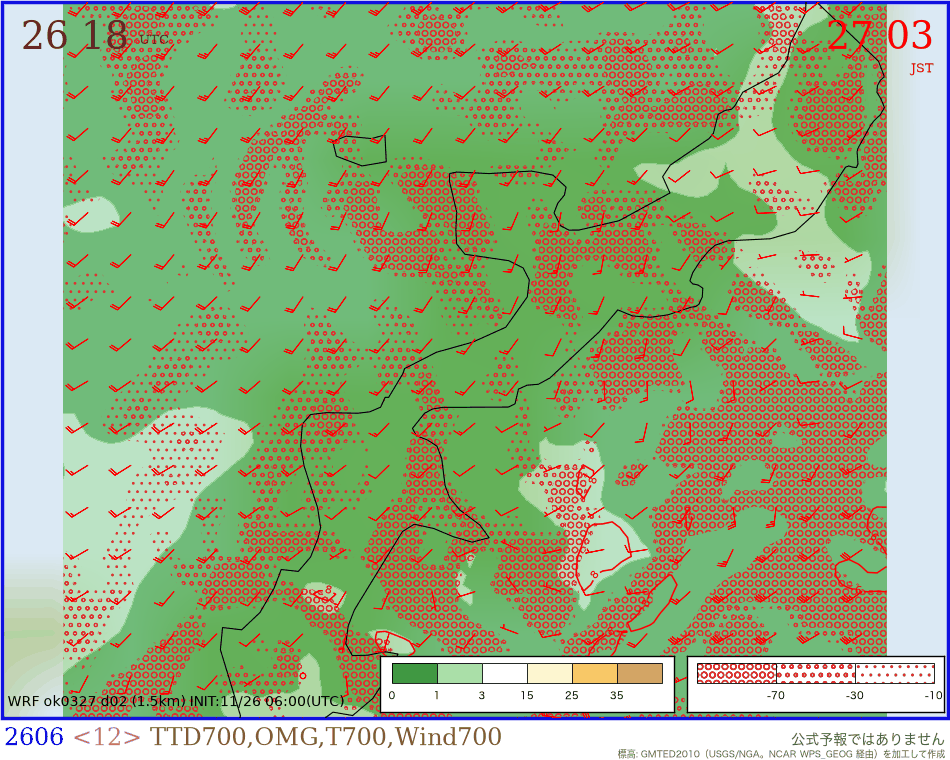 26 18 UTC
27 03
JST
WRF ok0327 d02 (1.5km) INIT:11/26 06:00(UTC)
0 1 3 15 25 35
-70 -30 -10
2606 <12> TTD700,OMG,T700,Wind700
公式予報ではありません
標高: GMTED2010（USGS/NGA。NCAR WPS_GEOG 経由）を加工して作成